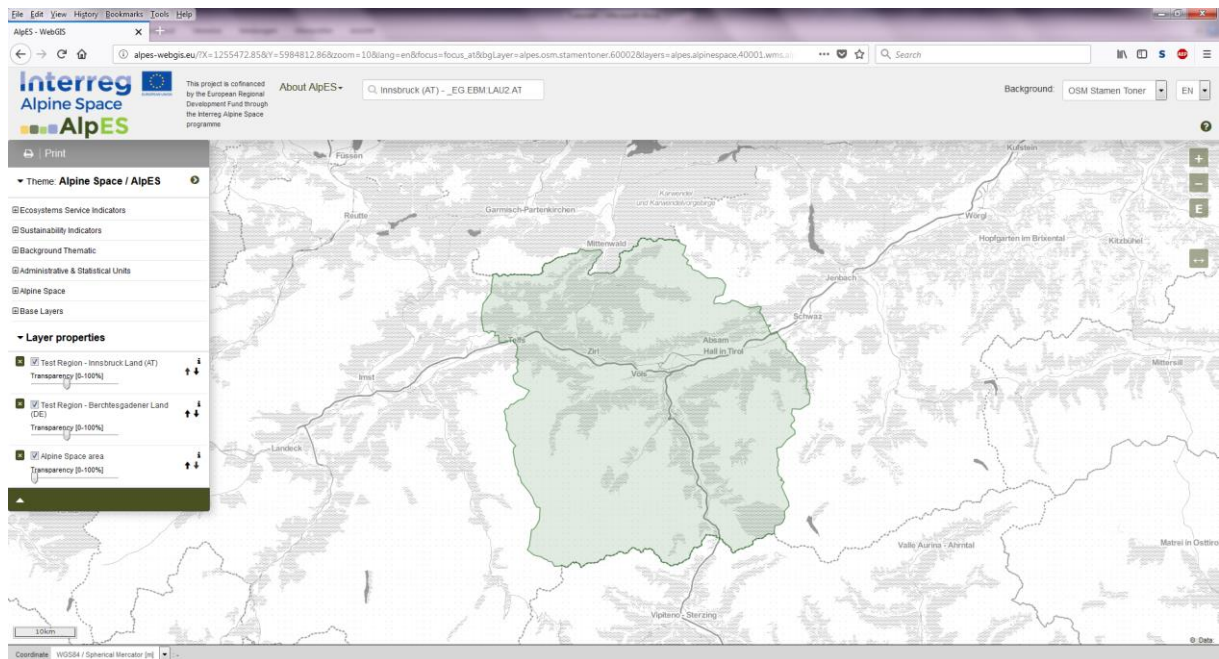 File Edit View History Bookmarks Tools Help
AlpES - WebGIS
alpes-webgis.eu/?X=1255472.85&Y=5984812.86&zoom=10&lang=en&focus=focus_at&bgLayer=alpes.osm.stamentoner.60002&layers=alpes.alpinespace.40001.wms.
Search
Interreg
Alpine Space
AlpES
EUROPEAN UNION
This project is cofinanced
by the European Regional
Development Fund through
the Interreg Alpine Space
programme
About AlpES
Innsbruck (AT) - _EG.EBM:LAU2.AT
Background: OSM Stamen Toner EN
Print
Theme: Alpine Space / AlpES
Ecosystems Service Indicators
Sustainability Indicators
Background Thematic
Administrative & Statistical Units
Alpine Space
Base Layers
Layer properties
Test Region - Innsbruck Land (AT)
Transparency [0-100%]
Test Region - Berchtesgadener Land
(DE)
Transparency [0-100%]
Alpine Space area
Transparency [0-100%]
E
Füssen
Kufstein
Karwendel
und Karwendelvorgebirge
Reutte
Garmisch-Partenkirchen
Wörgl
Mittenwald
Hopfgarten im Brixental
Kitzbühel
Jenbach
Schwaz
Telfs
Zirl
Absam
Hall in Tirol
Völs
Mittersill
Imst
Landeck
Valle Aurina - Ahrntal
Matrei in Osttirol
Vipiteno - Sterzing
10km
© Data:
Coordinate WGS84 / Spherical Mercator [m] : -